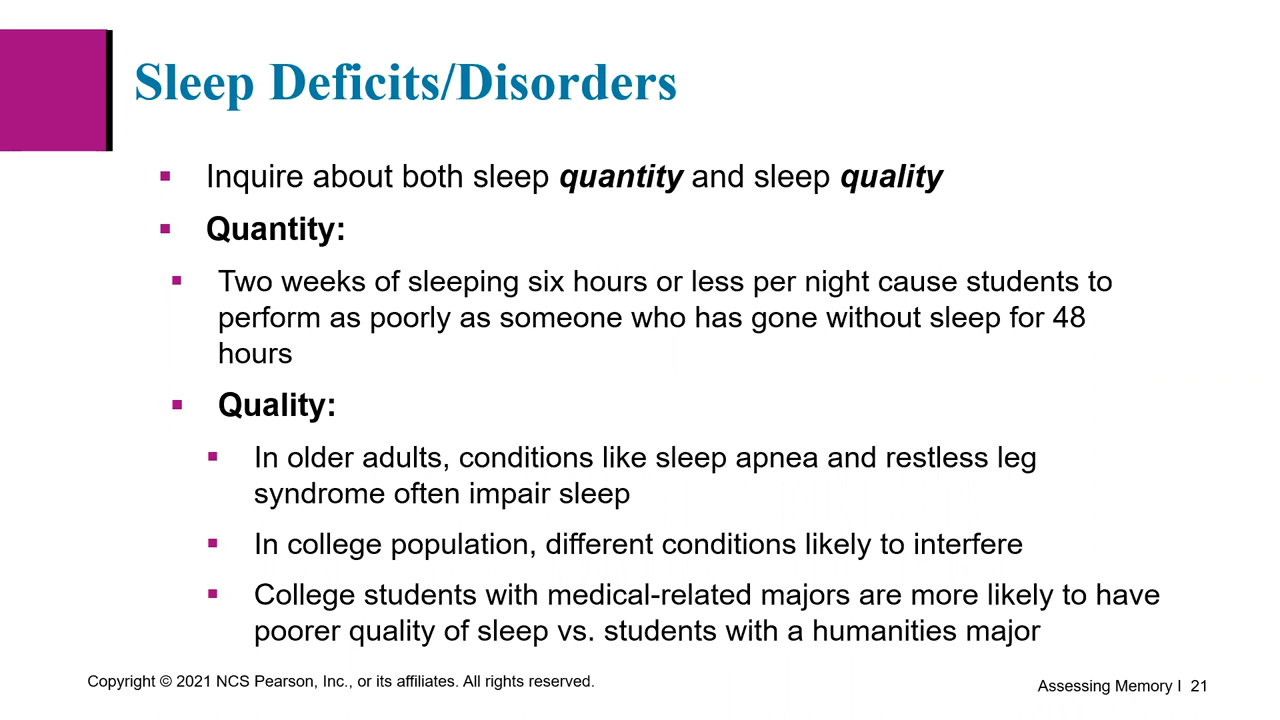 Sleep Deficits/Disorders
Inquire about both sleep quantity and sleep quality
Quantity:
Two weeks of sleeping six hours or less per night cause students to
perform as poorly as someone who has gone without sleep for 48
hours
Quality:
In older adults, conditions like sleep apnea and restless leg
syndrome often impair sleep
In college population, different conditions likely to interfere
College students with medical-related majors are more likely to have
poorer quality of sleep vs. students with a humanities major
Copyright © 2021 NCS Pearson, Inc., or its affiliates. All rights reserved.
Assessing Memory I 21